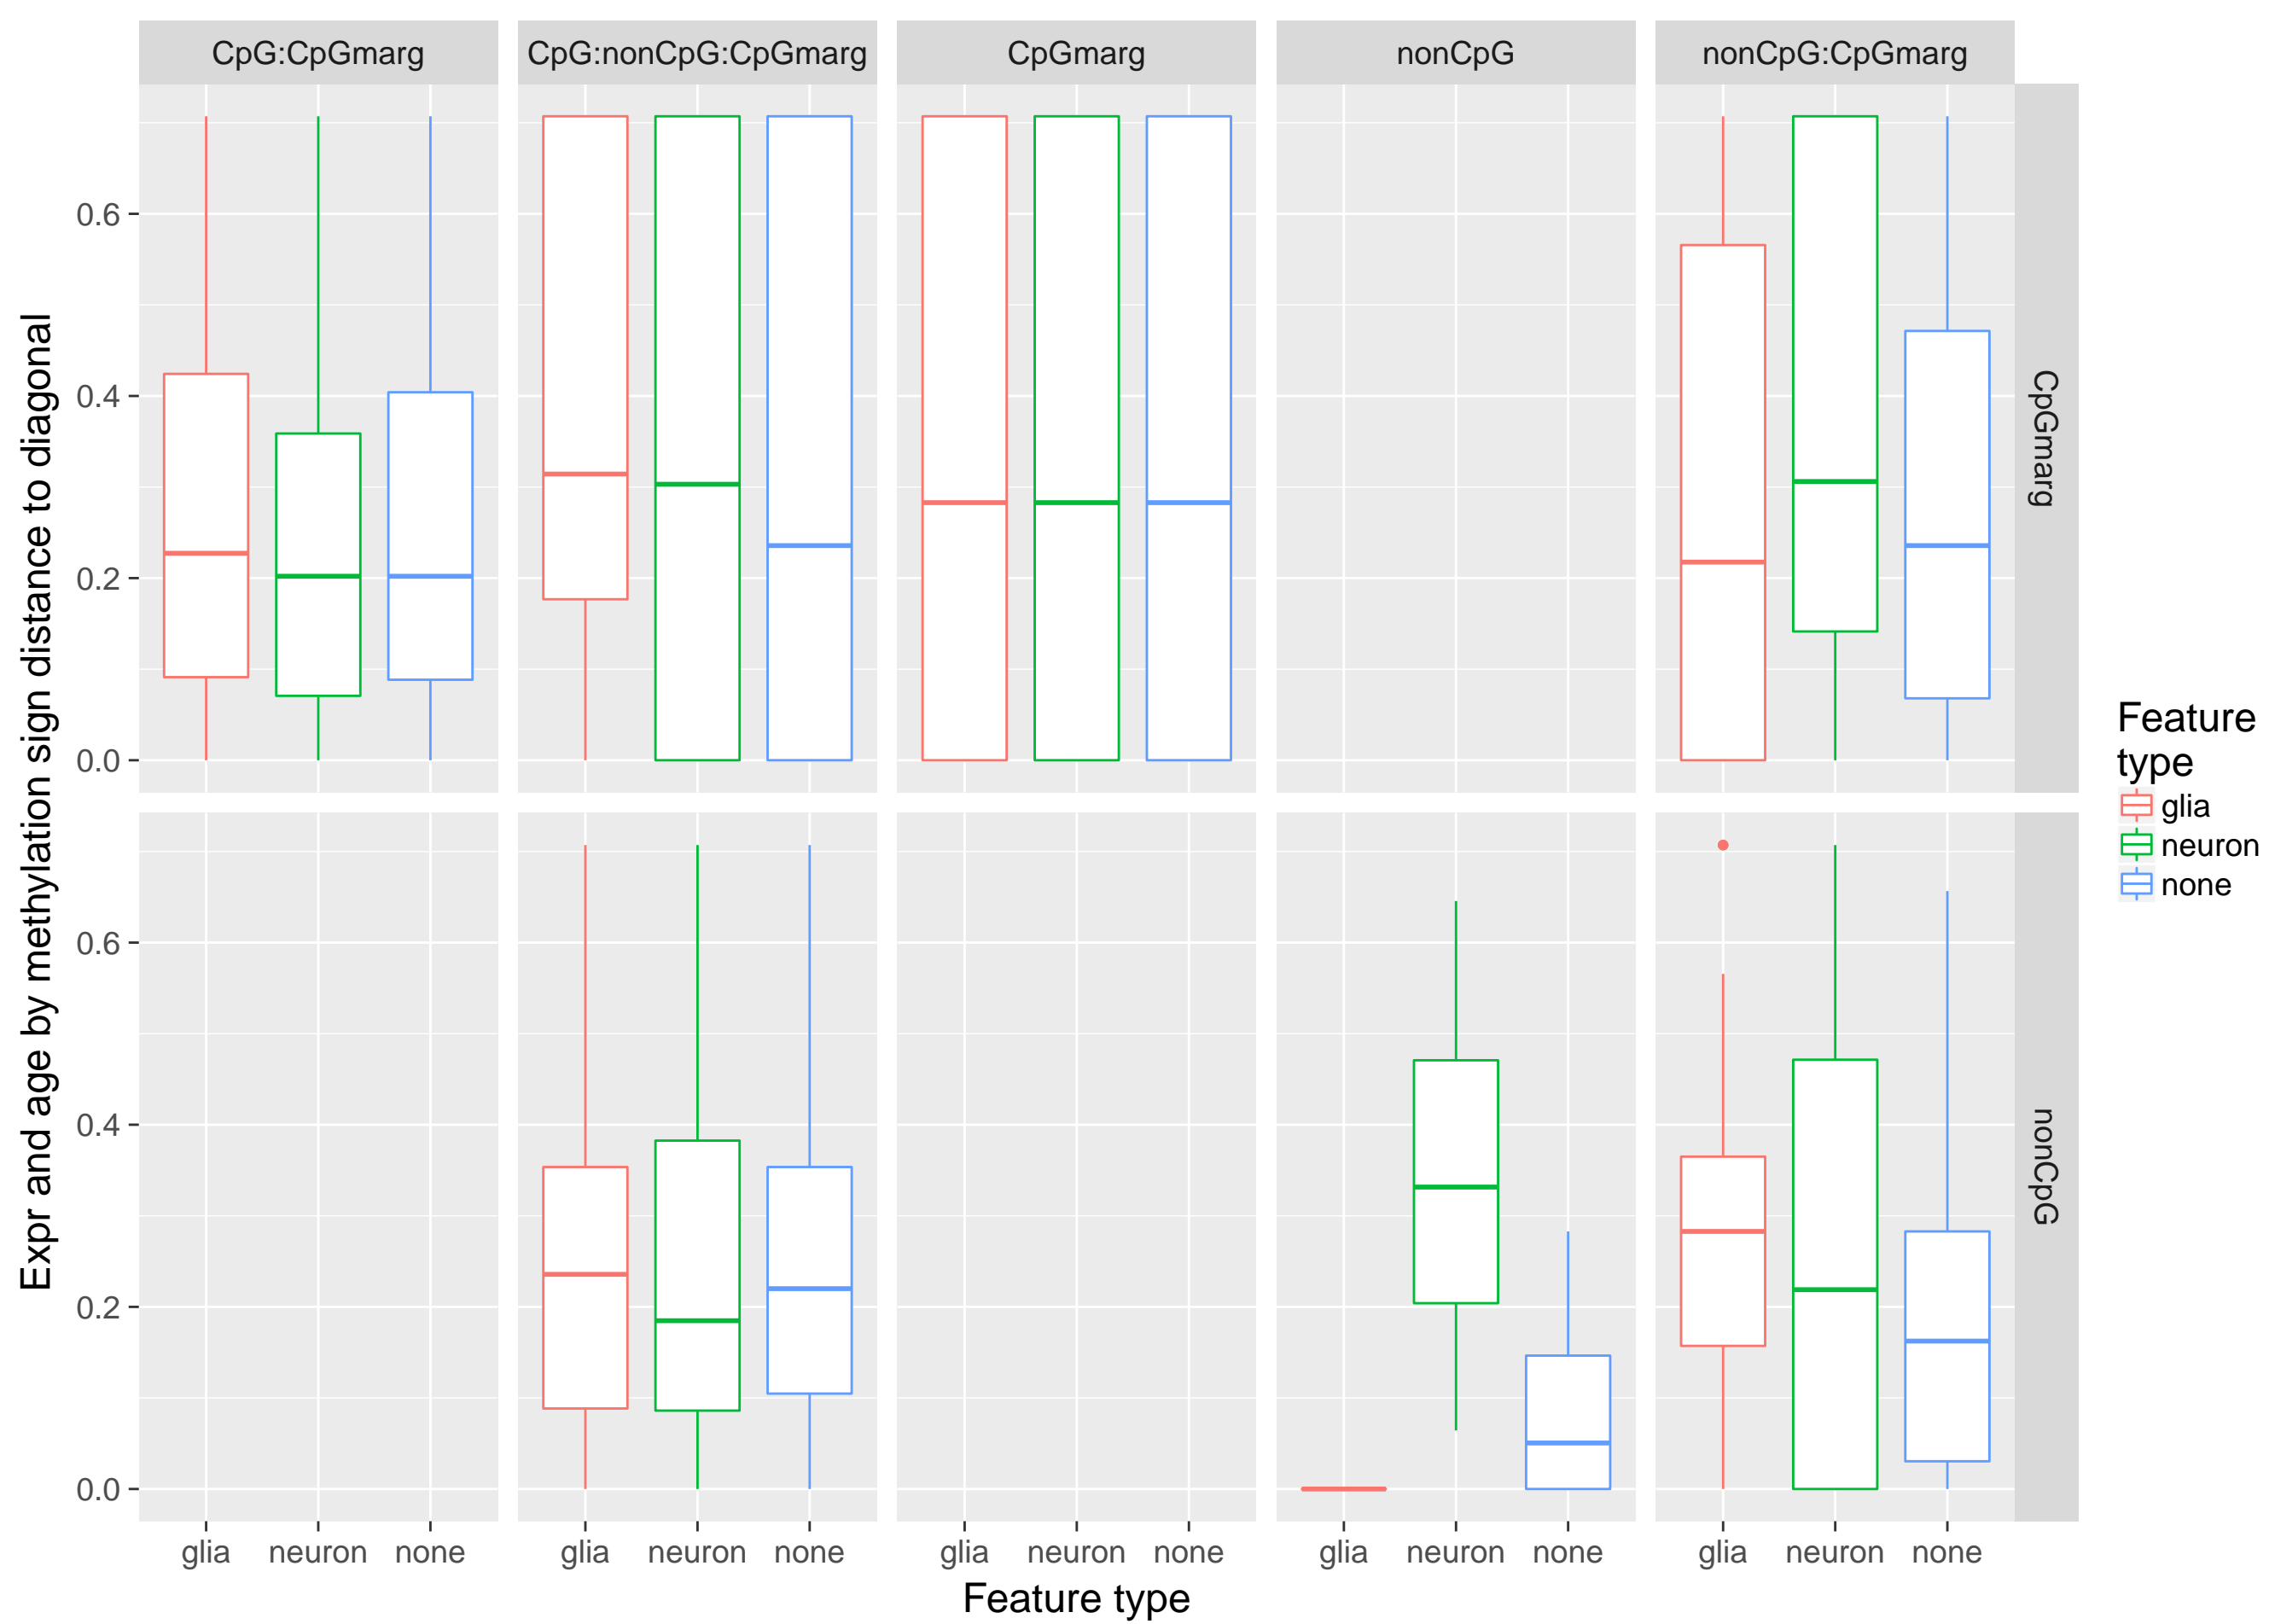 CpG:CpGmarg CpG:nonCpG:CpGmarg CpGmarg nonCpG nonCpG:CpGmarg
Expr and age by methylation sign distance to diagonal
0.6
0.4
0.2
0.0
CpGmarg
0.6
0.4
0.2
0.0
nonCpG
glia neuron none glia neuron none glia neuron none glia neuron none glia neuron none
Feature type
Feature
type
glia
neuron
none